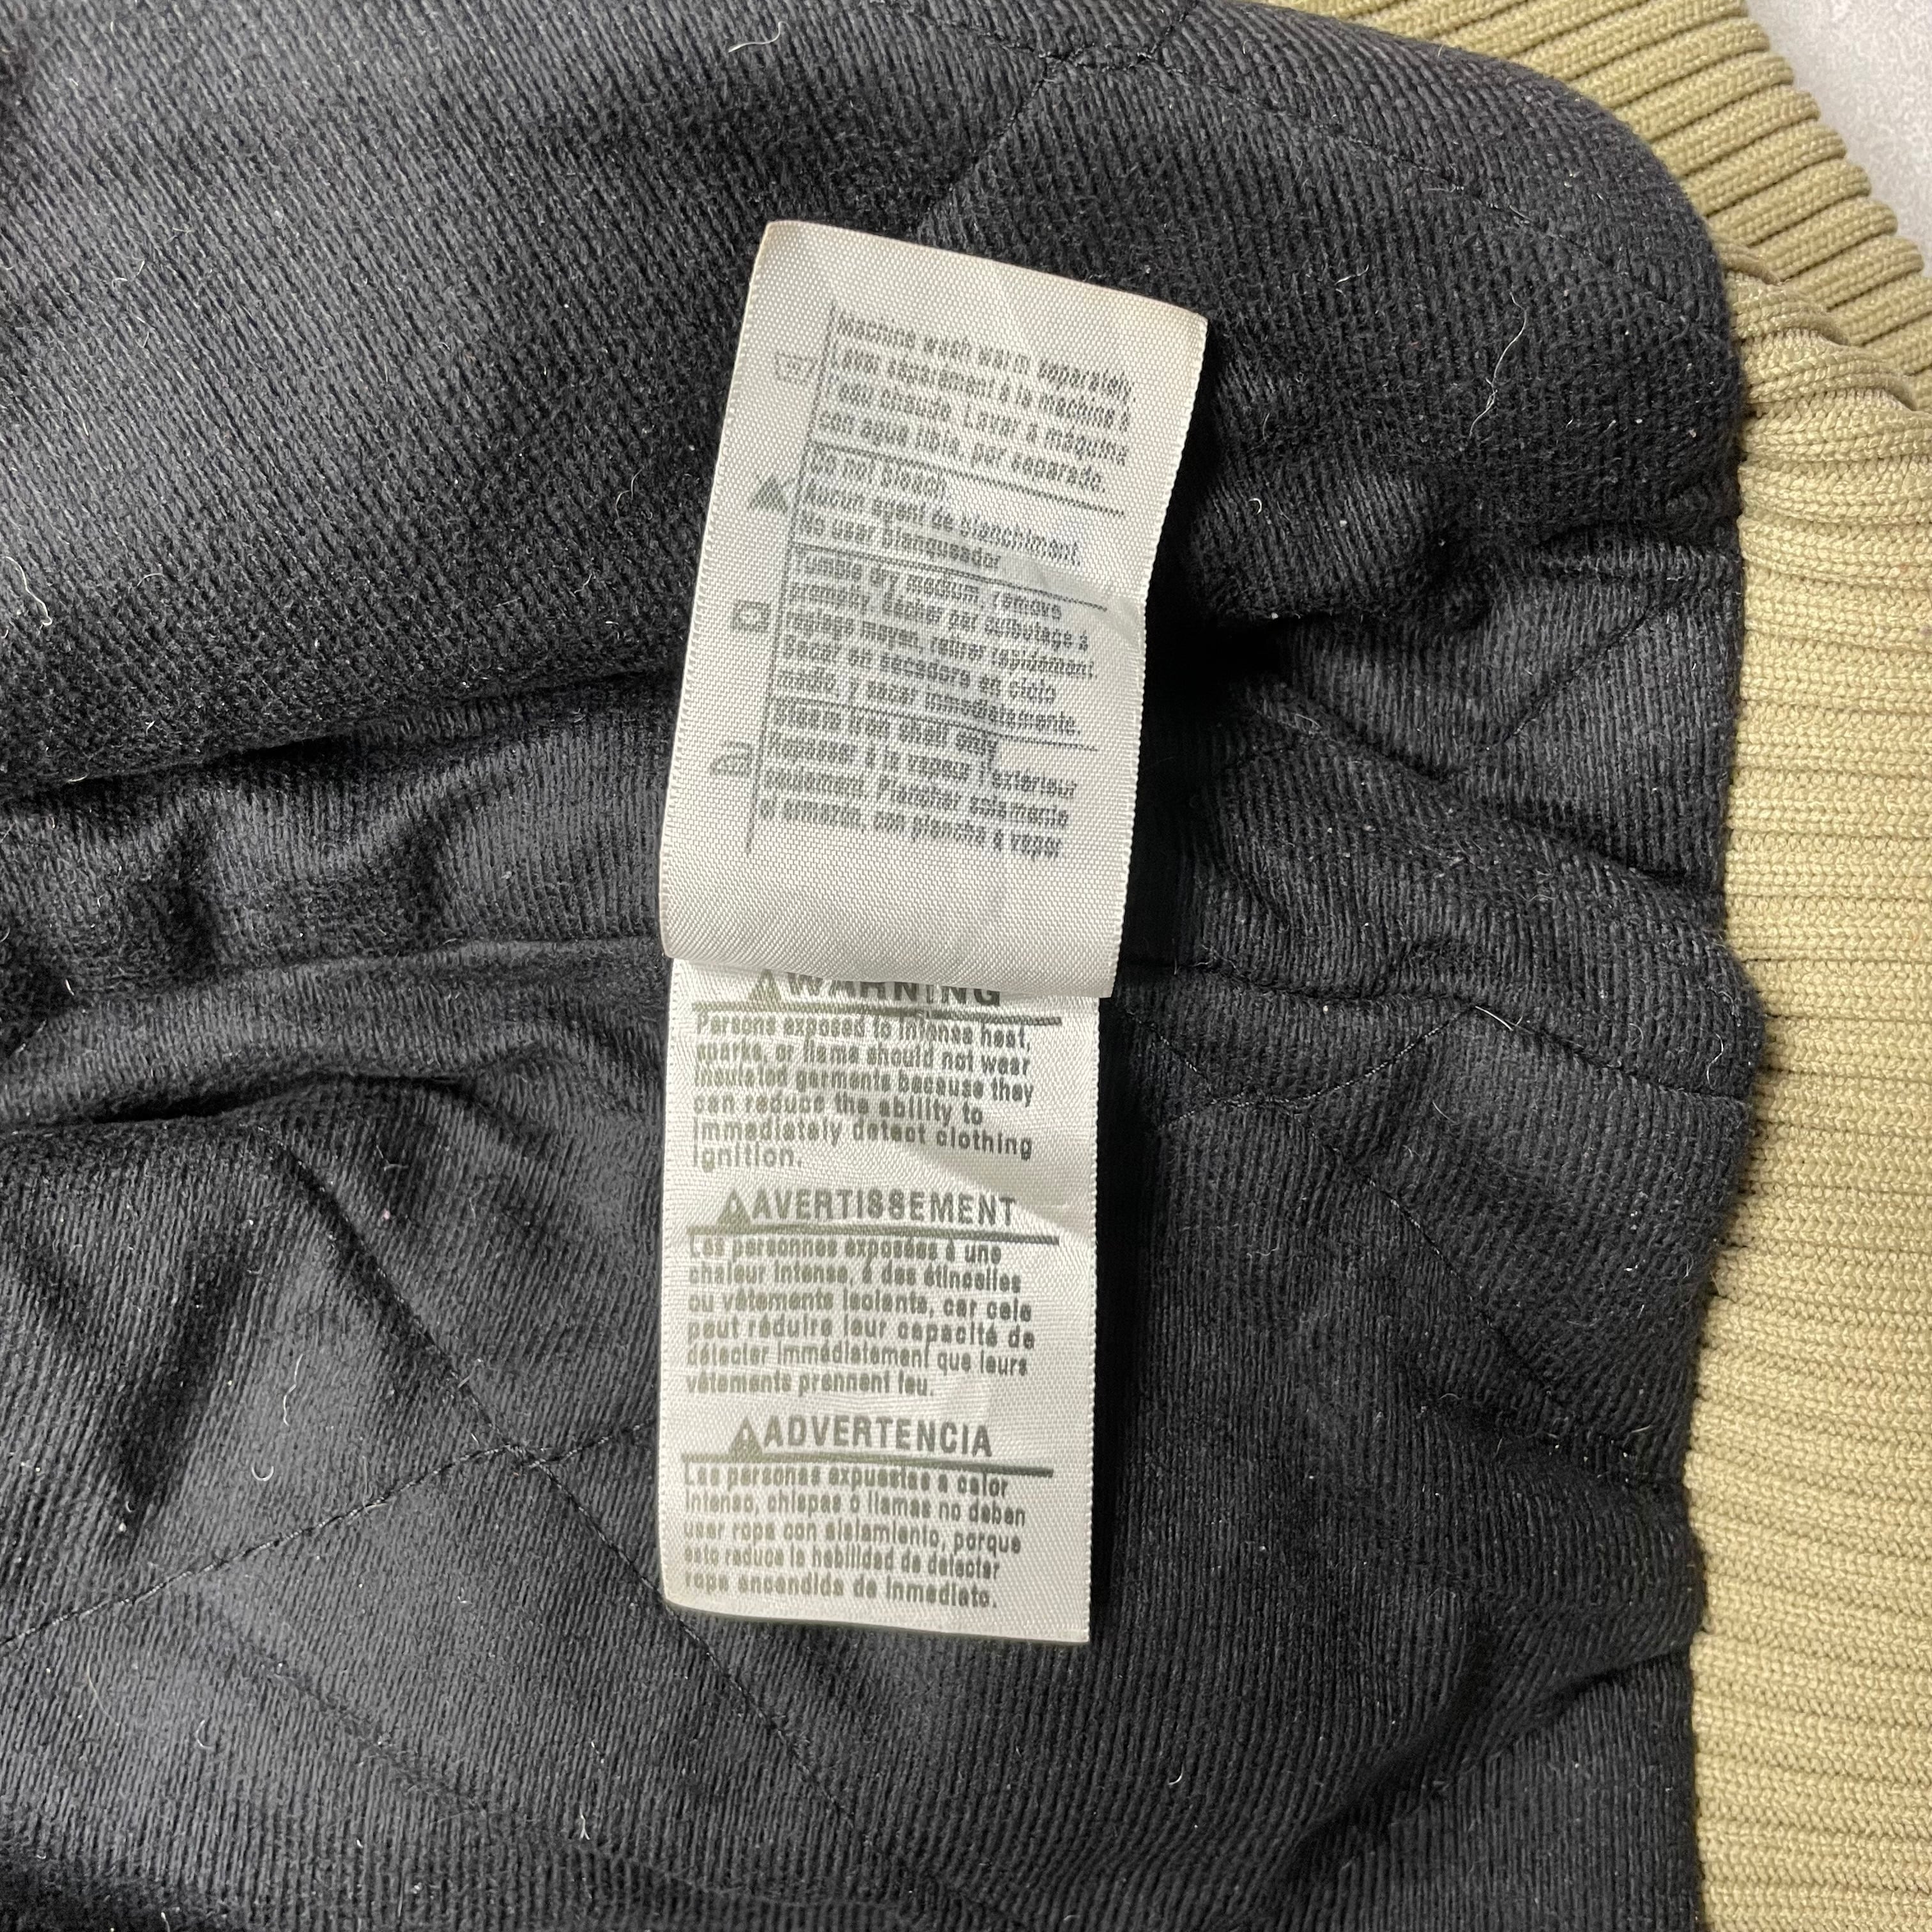 Machine wash warm separately.
Laver séparément à la machine à
l'eau chaude. Lavar a máquina
con agua tibia, por separado.
Do not bleach.
Aucun agent de blanchiment.
No usar blanqueador
Tumble dry medium, remove
promptly. Sécher par culbutage à
réglage moyen, retirer rapidement.
Secar en secadora en ciclo
medio, y sacar inmediatamente.
Steam iron shell only
Repasser à la vapeur l'extérieur
seulement. Planchar solamente
el exterior, con plancha a vapor.
WARNING
Persons exposed to intense heat,
sparks, or flame should not wear
insulated garments because they
can reduce the ability to
immediately detect clothing
ignition.
AVERTISSEMENT
Les personnes exposées à une
chaleur intense, à des étincelles
ou vêtements isolants, car cela
peut réduire leur capacité de
détecter immédiatement que leurs
vêtements prennent feu.
ADVERTENCIA
Las personas expuestas a calor
intenso, chispas o llamas no deben
usar ropa con aislamiento, porque
esto reduce la habilidad de detectar
ropa encendida de inmediato.